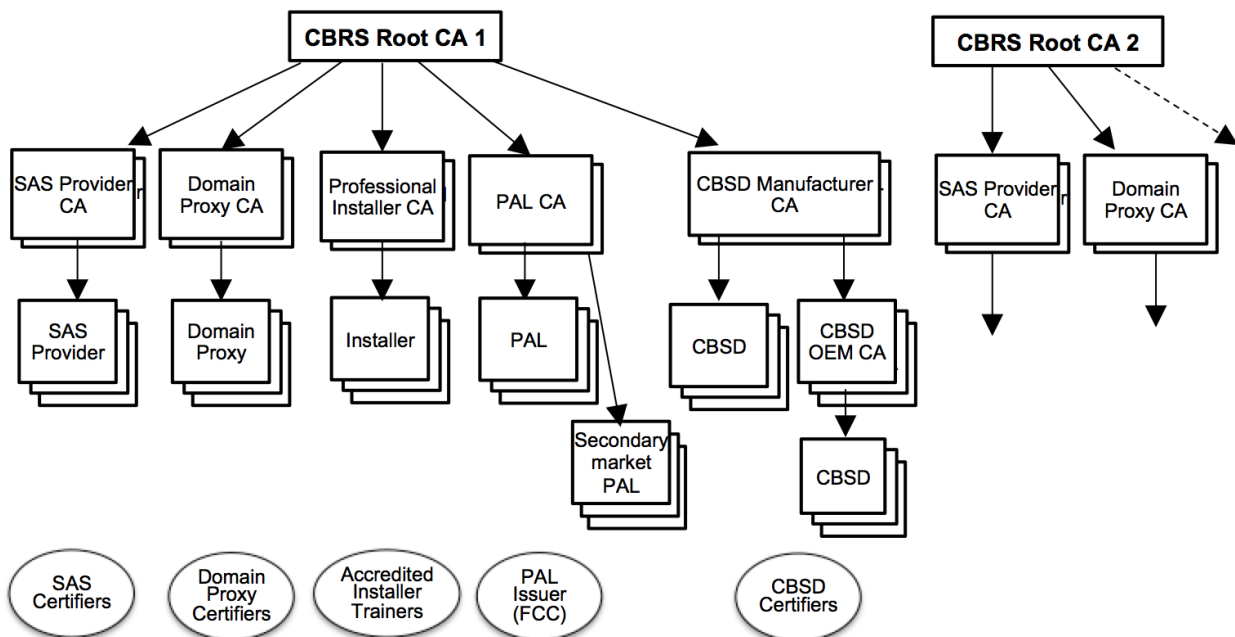 CBRS Root CA 1
CBRS Root CA 2
SAS Provider
CA
Domain
Proxy CA
Professional
Installer CA
PAL CA
CBSD Manufacturer
CA
SAS Provider
CA
Domain
Proxy CA
SAS
Provider
Domain
Proxy
Installer
PAL
CBSD
CBSD
OEM CA
Secondary
market
PAL
CBSD
SAS
Certifiers
Domain
Proxy
Certifiers
Accredited
Installer
Trainers
PAL
Issuer
(FCC)
CBSD
Certifiers